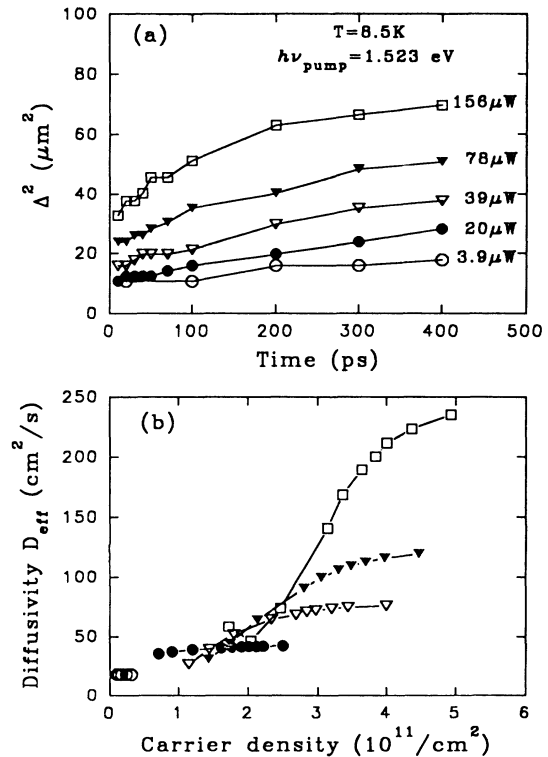 (a)
T=8.5K
hν_pump=1.523 eV
100
80
60
40
20
0
Δ² (μm²)
156μW
78μW
39μW
20μW
3.9μW
0 100 200 300 400 500
Time (ps)
(b)
250
200
150
100
50
0
Diffusivity D_eff (cm²/s)
0 1 2 3 4 5 6
Carrier density (10¹¹/cm²)